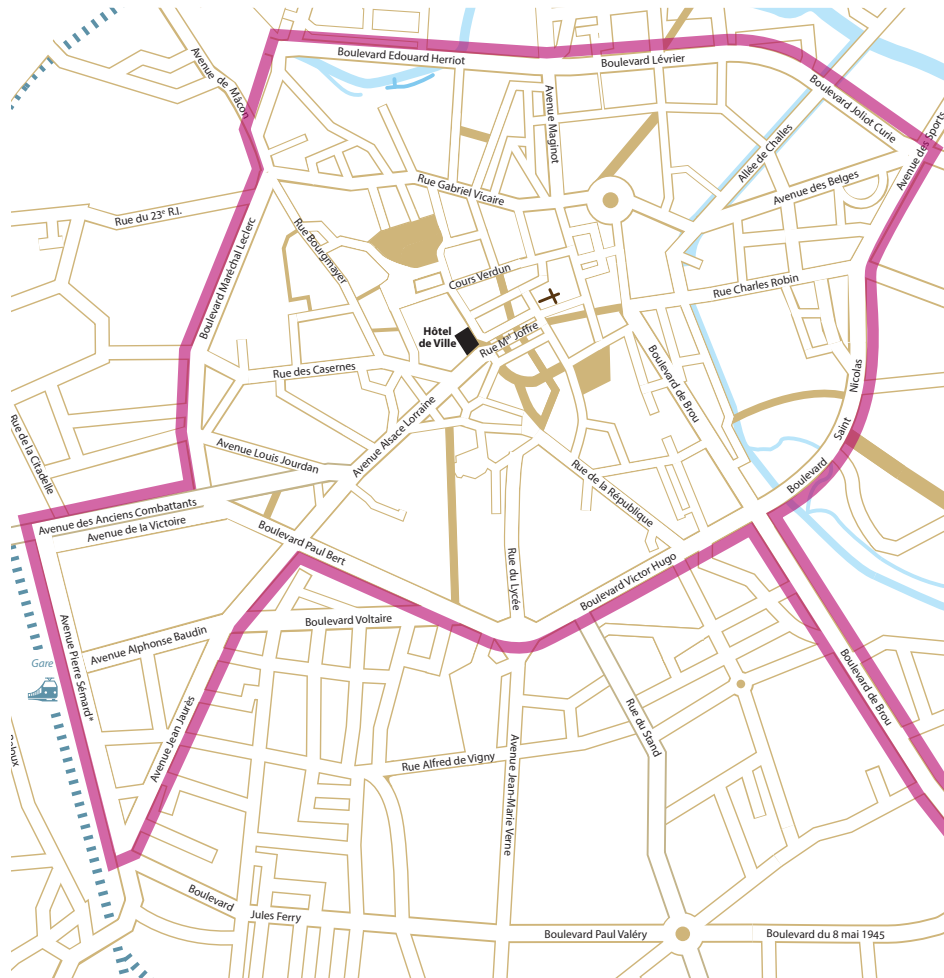 Boulevard Edouard Herriot
Boulevard Lévrier
Avenue de Mâcon
Avenue Maginot
Boulevard Joliot Curie
Avenue des Sports
Allée de Challes
Avenue des Belges
Rue Gabriel Vicaire
Rue du 23e R.I.
Rue Bourgmayer
Boulevard Maréchal Leclerc
Cours Verdun
Rue Charles Robin
Hôtel
de Ville
Rue Mal Joffre
Rue des Casernes
Boulevard de Brou
Boulevard Saint Nicolas
Avenue Alsace Lorraine
Rue de la Citadelle
Avenue Louis Jourdan
Rue de la République
Avenue des Anciens Combattants
Avenue de la Victoire
Boulevard Paul Bert
Rue du Lycée
Boulevard Victor Hugo
Boulevard Voltaire
Avenue Alphonse Baudin
Avenue Pierre Sémard*
Gare
Boulevard de Brou
Avenue Jean Jaurès
Rue du Stand
Rue Alfred de Vigny
Avenue Jean-Marie Verne
Boulevard Jules Ferry
Boulevard Paul Valéry
Boulevard du 8 mai 1945